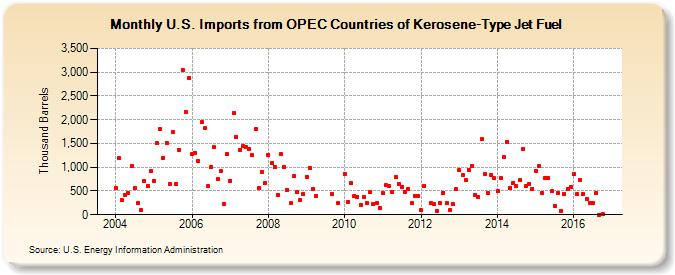 Monthly U.S. Imports from OPEC Countries of Kerosene-Type Jet Fuel
Thousand Barrels
3,500
3,000
2,500
2,000
1,500
1,000
500
0
2004 2006 2008 2010 2012 2014 2016
Source: U.S. Energy Information Administration